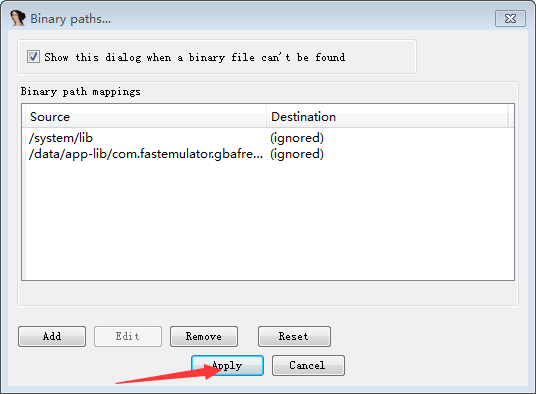 Binary paths...
Show this dialog when a binary file can't be found
Binary path mappings
Source Destination
/system/lib (ignored)
/data/app-lib/com.fastemulator.gbafre... (ignored)
Add Edit Remove Reset
Apply Cancel